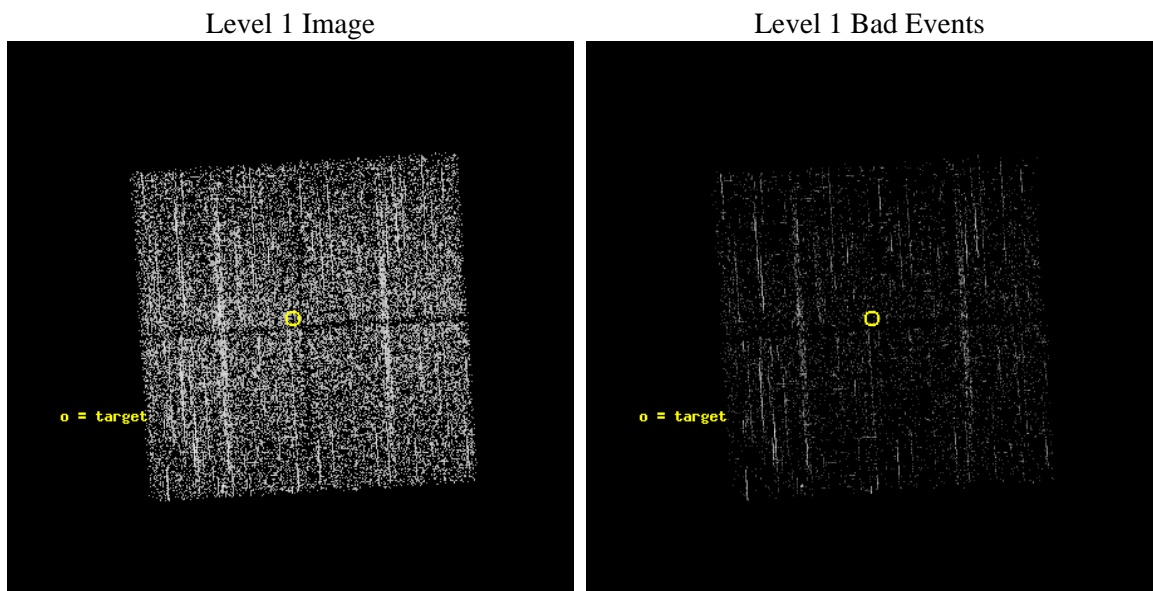 Level 1 Image
Level 1 Bad Events
o = target
o = target